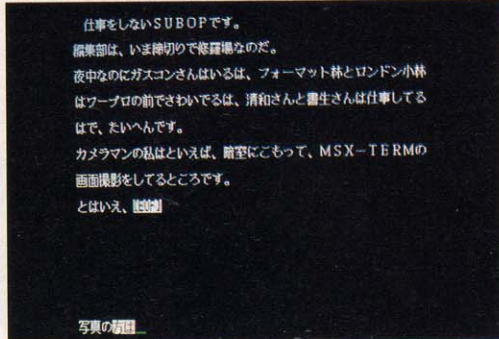 仕事をしないSUBOPです。
編集部は、いま締切りで修羅場なのだ。
夜中なのにガスコンさんはいるは、フォーマット林とロンドン小林
はワープロの前でさわいでるは、清和さんと書生さんは仕事してる
はで、たいへんです。
カメラマンの私はといえば、暗室にこもって、MSX-TERMの
画面撮影をしてるところです。
とはいえ、[EOF]
写真の方は